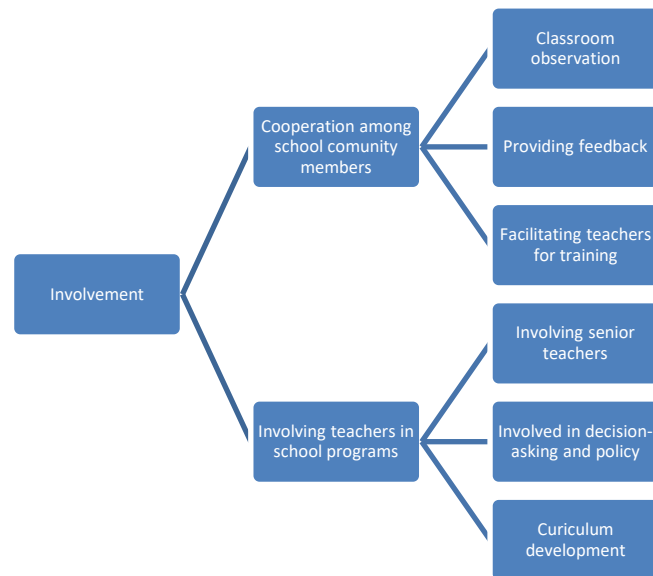 Involvement
Cooperation among
school comunity
members
Classroom
observation
Providing feedback
Facilitating teachers
for training
Involving teachers in
school programs
Involving senior
teachers
Involved in decision-
asking and policy
Curiculum
development